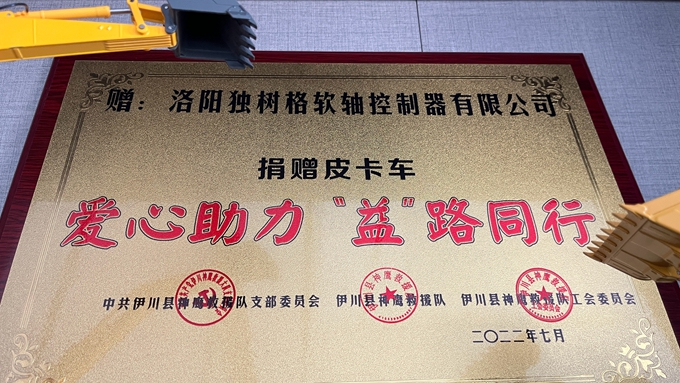 赠：洛阳独树格软轴控制器有限公司
捐赠皮卡车
爱心助力“益”路同行
中共伊川县神鹰救援队支部委员会 伊川县神鹰救援队 伊川县神鹰救援队工会委员会
二〇二二年七月